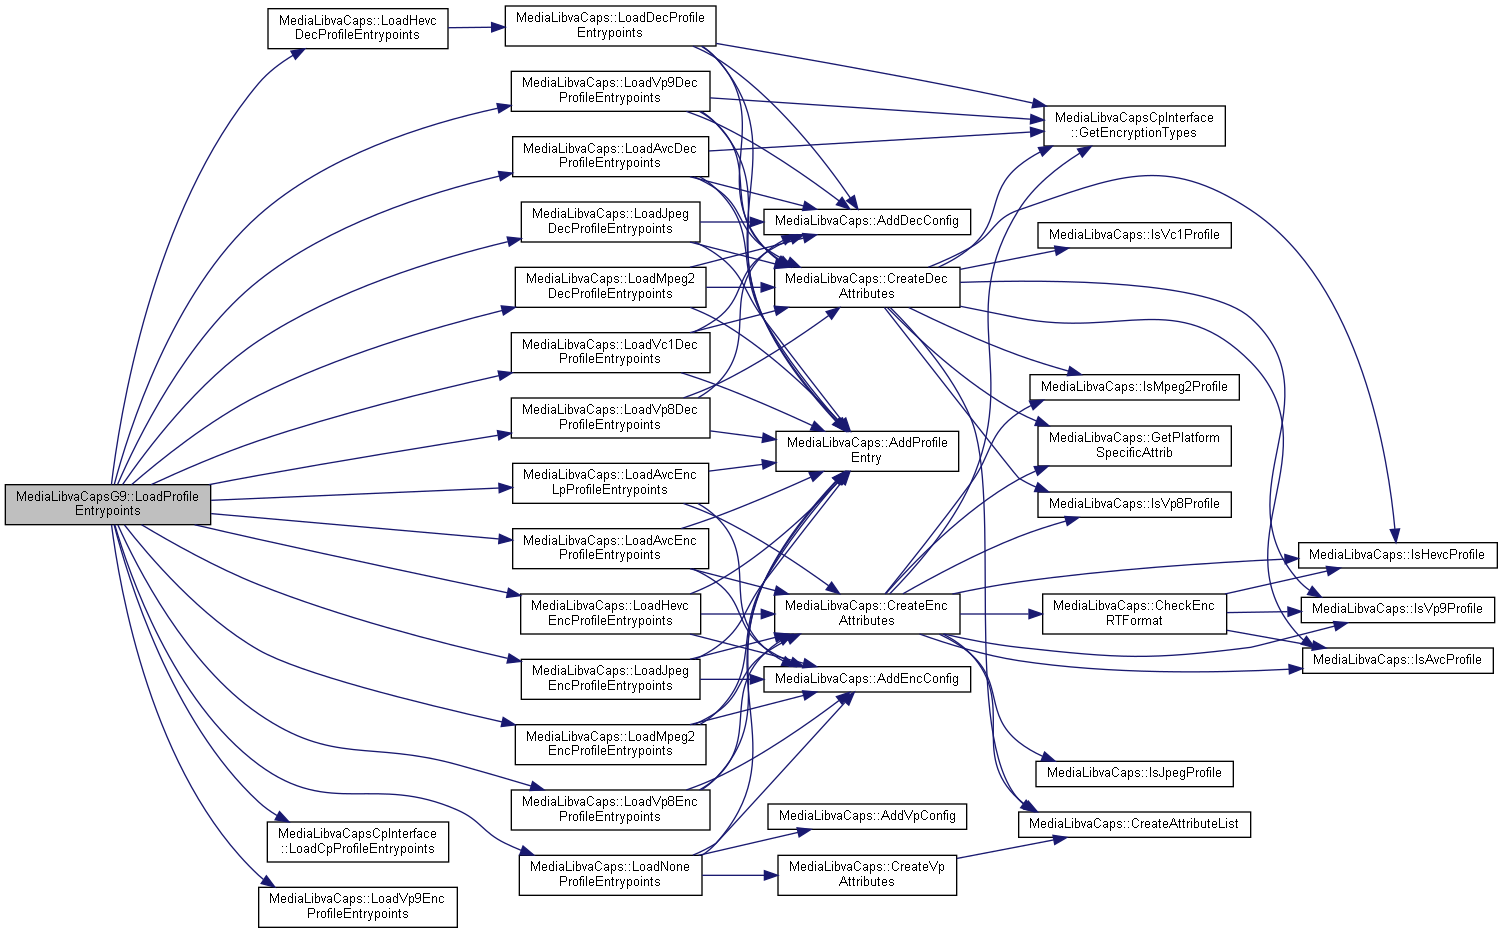 MediaLibvaCapsG9::LoadProfile
Entrypoints
MediaLibvaCaps::LoadHevc
DecProfileEntrypoints
MediaLibvaCapsCpInterface
::LoadCpProfileEntrypoints
MediaLibvaCaps::LoadVp9Enc
ProfileEntrypoints
MediaLibvaCaps::LoadDecProfile
Entrypoints
MediaLibvaCaps::LoadVp9Dec
ProfileEntrypoints
MediaLibvaCaps::LoadAvcDec
ProfileEntrypoints
MediaLibvaCaps::LoadJpeg
DecProfileEntrypoints
MediaLibvaCaps::LoadMpeg2
DecProfileEntrypoints
MediaLibvaCaps::LoadVc1Dec
ProfileEntrypoints
MediaLibvaCaps::LoadVp8Dec
ProfileEntrypoints
MediaLibvaCaps::LoadAvcEnc
LpProfileEntrypoints
MediaLibvaCaps::LoadAvcEnc
ProfileEntrypoints
MediaLibvaCaps::LoadHevc
EncProfileEntrypoints
MediaLibvaCaps::LoadJpeg
EncProfileEntrypoints
MediaLibvaCaps::LoadMpeg2
EncProfileEntrypoints
MediaLibvaCaps::LoadVp8Enc
ProfileEntrypoints
MediaLibvaCaps::LoadNone
ProfileEntrypoints
MediaLibvaCaps::AddDecConfig
MediaLibvaCaps::CreateDec
Attributes
MediaLibvaCaps::AddProfile
Entry
MediaLibvaCaps::CreateEnc
Attributes
MediaLibvaCaps::AddEncConfig
MediaLibvaCaps::AddVpConfig
MediaLibvaCaps::CreateVp
Attributes
MediaLibvaCapsCpInterface
::GetEncryptionTypes
MediaLibvaCaps::IsVc1Profile
MediaLibvaCaps::IsMpeg2Profile
MediaLibvaCaps::GetPlatform
SpecificAttrib
MediaLibvaCaps::IsVp8Profile
MediaLibvaCaps::CheckEnc
RTFormat
MediaLibvaCaps::IsJpegProfile
MediaLibvaCaps::CreateAttributeList
MediaLibvaCaps::IsHevcProfile
MediaLibvaCaps::IsVp9Profile
MediaLibvaCaps::IsAvcProfile